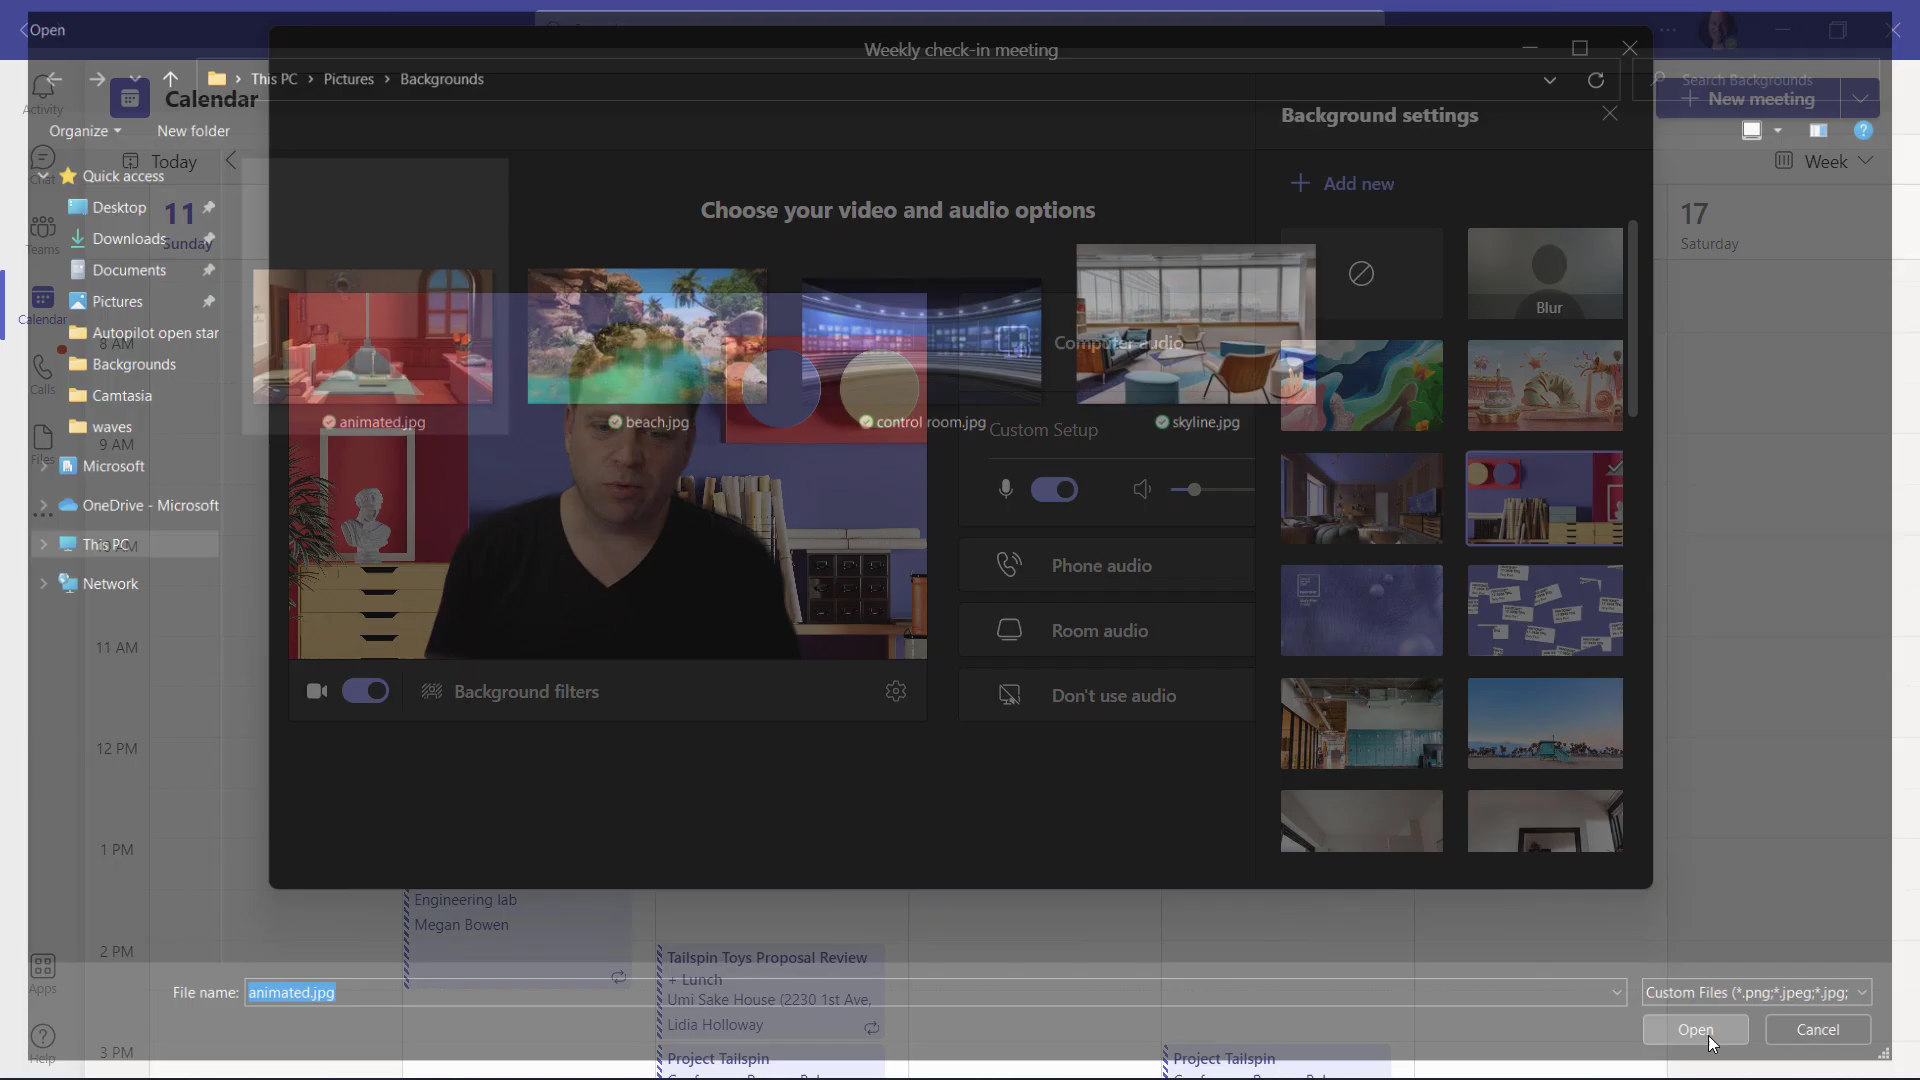 Open
Weekly check-in meeting
This PC
Pictures
Backgrounds
Search Backgrounds
Activity
Calendar
New meeting
Organize
New folder
Background settings
Chat
Quick access
Today
Week
Add new
Desktop
11
Choose your video and audio options
17
Downloads
Sunday
Saturday
Teams
Documents
Pictures
Blur
Calendar
Autopilot open star
8 AM
Computer audio
Backgrounds
Calls
Camtasia
animated.jpg
beach.jpg
control room.jpg
skyline.jpg
waves
Custom Setup
9 AM
Files
Microsoft
OneDrive - Microsoft
This PC
Phone audio
Network
Room audio
11 AM
Background filters
Don't use audio
12 PM
1 PM
Engineering lab
Megan Bowen
2 PM
Tailspin Toys Proposal Review
+ Lunch
Apps
File name:
animated.jpg
Custom Files (*.png;*.jpeg;*.jpg;
Umi Sake House (2230 1st Ave,
Lidia Holloway
Open
Cancel
3 PM
Help
Project Tailspin
Project Tailspin